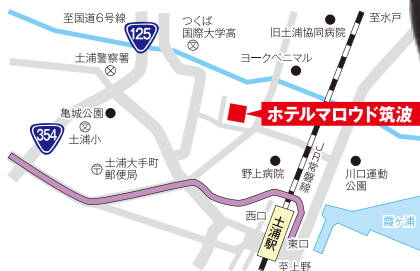 至国道6号線
125
つくば
国際大学高
旧土浦協同病院
至水戸
土浦警察署
ヨークベニマル
亀城公園
土浦小
ホテルマロウド筑波
354
土浦大手町
郵便局
野上病院
JR常磐線
川口運動
公園
西口
土浦駅
東口
霞ヶ浦
至上野